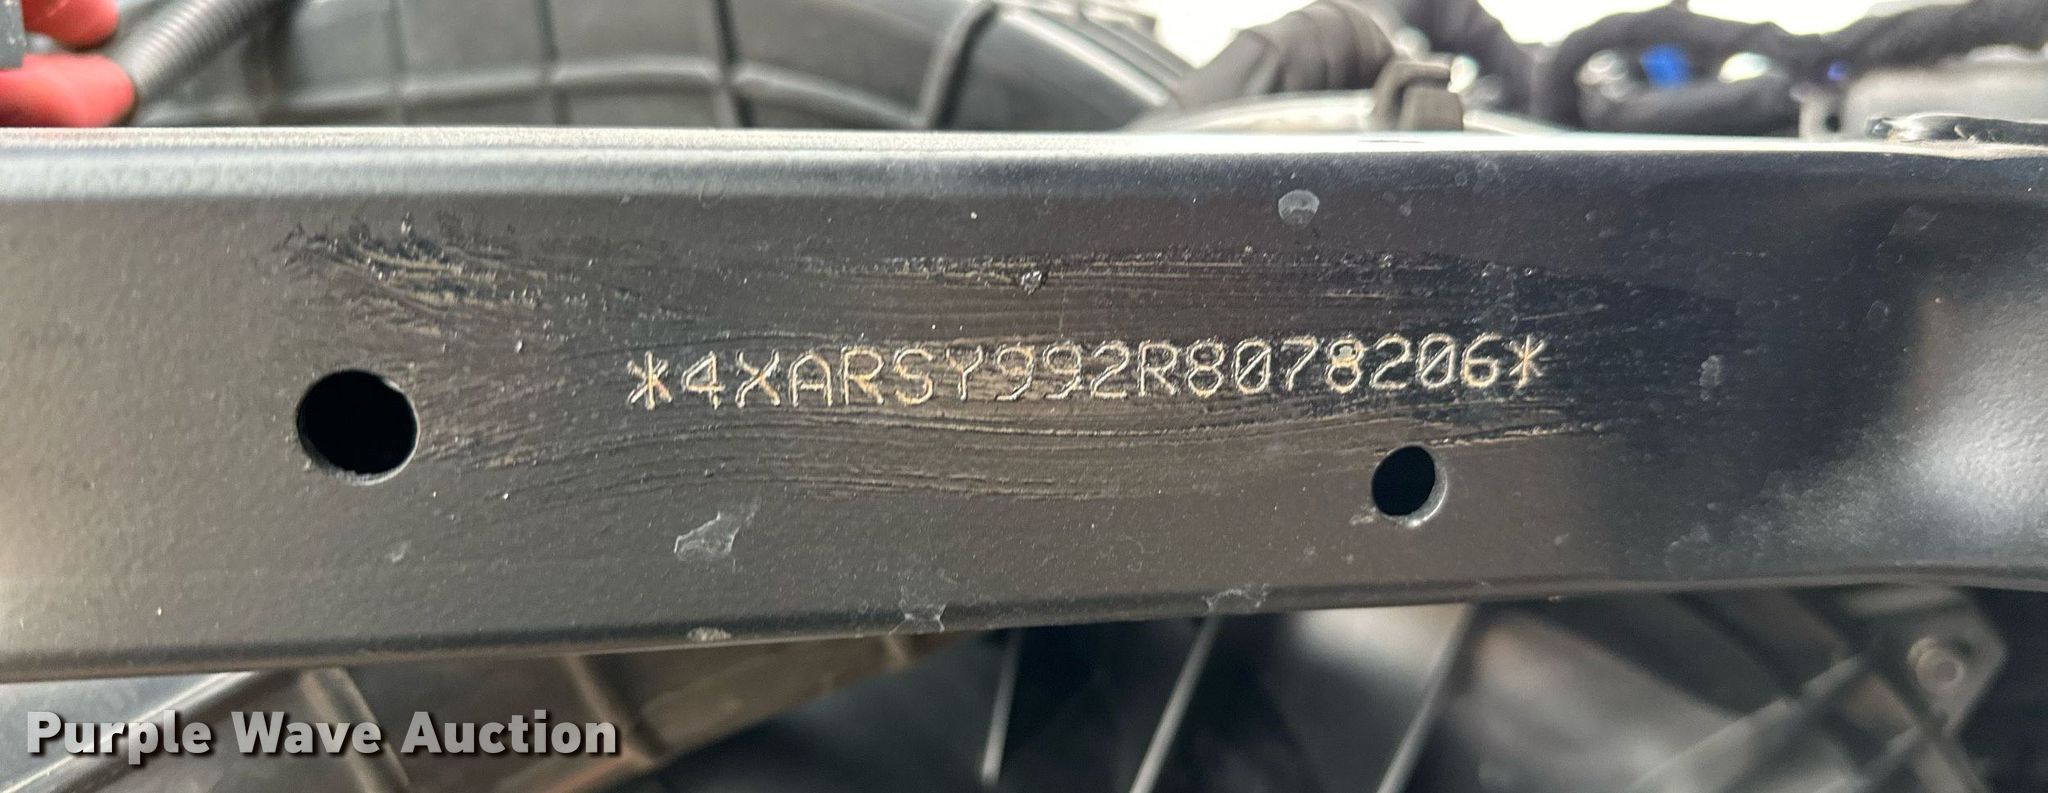 *4XARSY992R8078206*
Purple Wave Auction